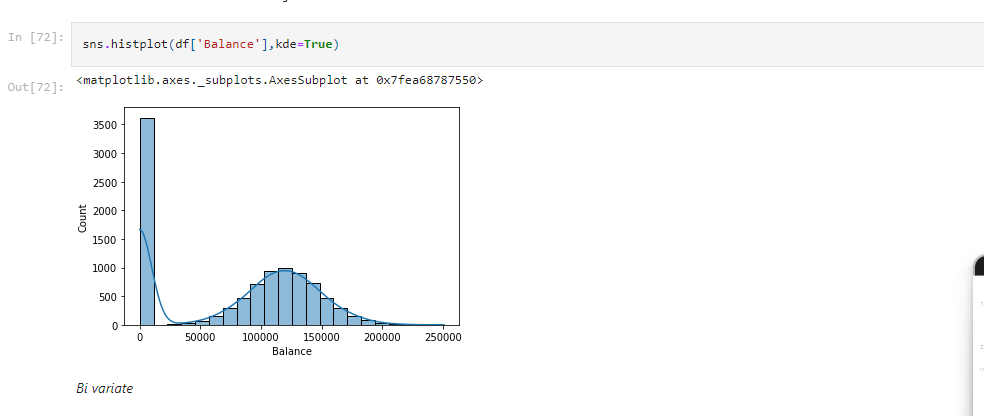 In [72]: sns.histplot(df['Balance'],kde=True)
<matplotlib.axes._subplots.AxesSubplot at 0x7fea68787550>
Out[72]:
3500
3000
2500
2000
1500
1000
500
0
Count
0 50000 100000 150000 200000 250000
Balance
Bi variate